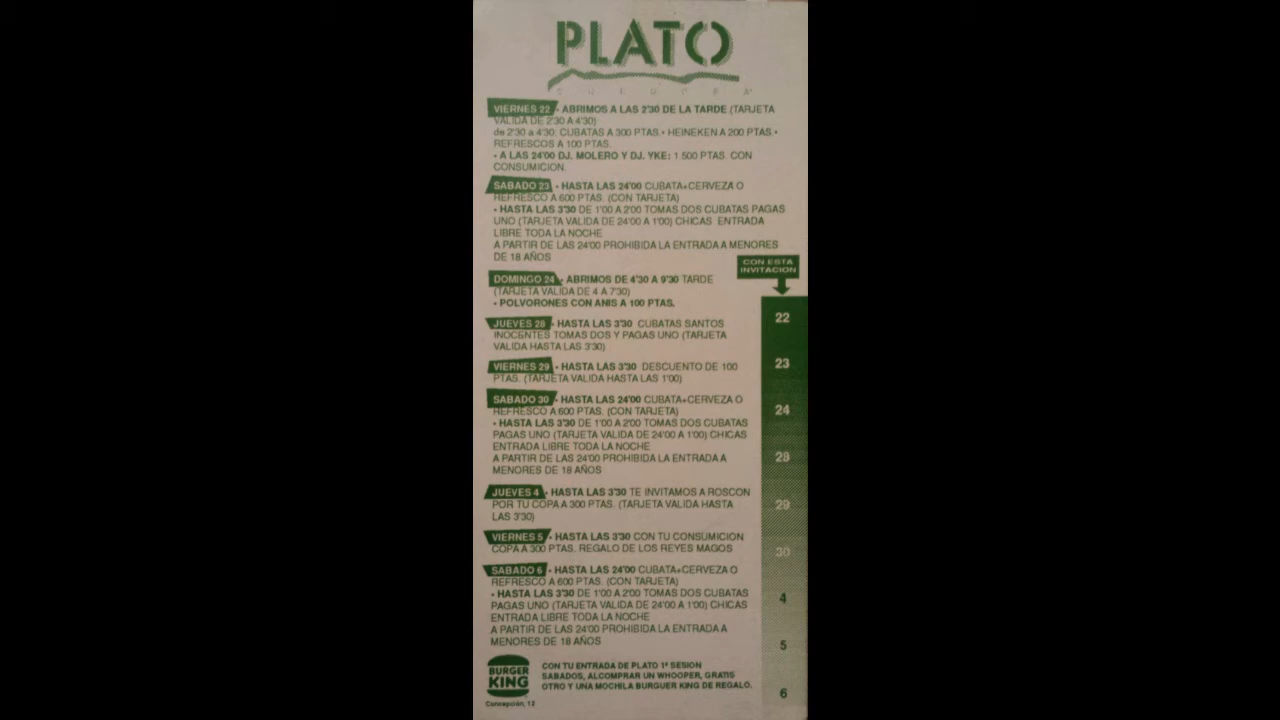 PLATO
C U E R O P A
VIERNES 22 • ABRIMOS A LAS 2'30 DE LA TARDE (TARJETA
VALIDA DE 2'30 A 4'30)
de 2'30 a 4'30: CUBATAS A 300 PTAS.• HEINEKEN A 200 PTAS.•
REFRESCOS A 100 PTAS.
• A LAS 24'00 DJ. MOLERO Y DJ. YKE: 1.500 PTAS. CON
CONSUMICION.
SABADO 23 • HASTA LAS 24'00 CUBATA+CERVEZA O
REFRESCO A 600 PTAS. (CON TARJETA)
• HASTA LAS 3'30 DE 1'00 A 2'00 TOMAS DOS CUBATAS PAGAS
UNO (TARJETA VALIDA DE 24'00 A 1'00) CHICAS ENTRADA
LIBRE TODA LA NOCHE
A PARTIR DE LAS 24'00 PROHIBIDA LA ENTRADA A MENORES
DE 18 AÑOS
DOMINGO 24 • ABRIMOS DE 4'30 A 9'30 TARDE
(TARJETA VALIDA DE 4 A 7'30)
• POLVORONES CON ANIS A 100 PTAS.
JUEVES 28 • HASTA LAS 3'30 CUBATAS SANTOS
INOCENTES TOMAS DOS Y PAGAS UNO (TARJETA
VALIDA HASTA LAS 3'30)
VIERNES 29 • HASTA LAS 3'30 DESCUENTO DE 100
PTAS. (TARJETA VALIDA HASTA LAS 1'00)
SABADO 30 • HASTA LAS 24'00 CUBATA+CERVEZA O
REFRESCO A 600 PTAS. (CON TARJETA)
• HASTA LAS 3'30 DE 1'00 A 2'00 TOMAS DOS CUBATAS
PAGAS UNO (TARJETA VALIDA DE 24'00 A 1'00) CHICAS
ENTRADA LIBRE TODA LA NOCHE
A PARTIR DE LAS 24'00 PROHIBIDA LA ENTRADA A
MENORES DE 18 AÑOS
JUEVES 4 • HASTA LAS 3'30 TE INVITAMOS A ROSCON
POR TU COPA A 300 PTAS. (TARJETA VALIDA HASTA
LAS 3'30)
VIERNES 5 • HASTA LAS 3'30 CON TU CONSUMICION
COPA A 300 PTAS. REGALO DE LOS REYES MAGOS
SABADO 6 • HASTA LAS 24'00 CUBATA+CERVEZA O
REFRESCO A 600 PTAS. (CON TARJETA)
• HASTA LAS 3'30 DE 1'00 A 2'00 TOMAS DOS CUBATAS
PAGAS UNO (TARJETA VALIDA DE 24'00 A 1'00) CHICAS
ENTRADA LIBRE TODA LA NOCHE
A PARTIR DE LAS 24'00 PROHIBIDA LA ENTRADA A
MENORES DE 18 AÑOS
CON ESTA
INVITACION
22
23
24
28
29
30
4
5
6
BURGER
KING
Concepción, 12
CON TU ENTRADA DE PLATO 1ª SESION
SABADOS, ALCOMPRAR UN WHOOPER, GRATIS
OTRO Y UNA MOCHILA BURGUER KING DE REGALO.